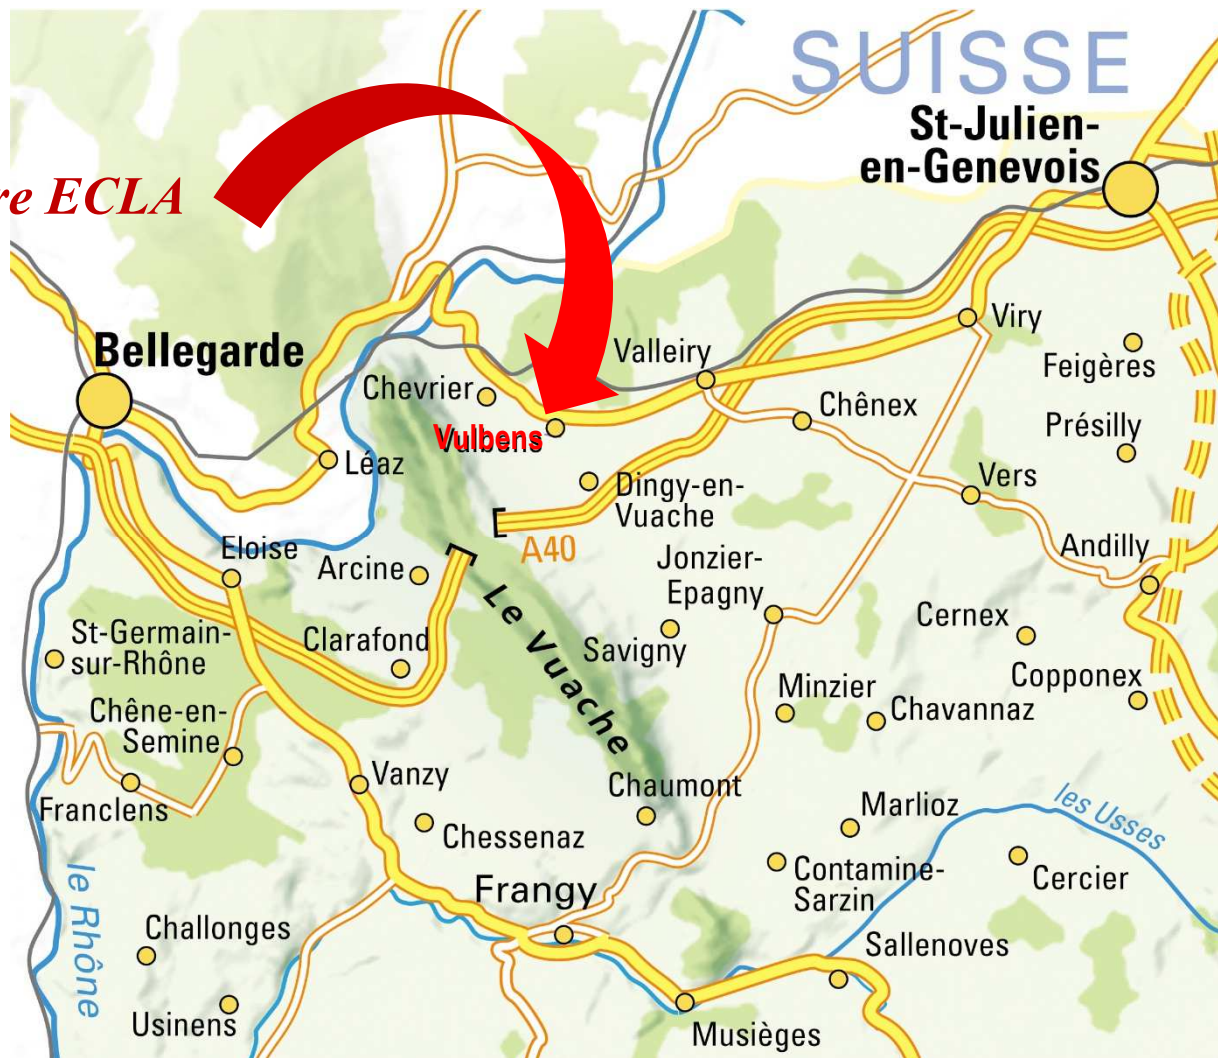 SUISSE
St-Julien-
en-Genevois
re ECLA
Bellegarde
Viry
Valleiry
Feigères
Chevrier
Chênex
Vulbens
Présilly
Léaz
Dingy-en-
Vuache
Vers
A40
Eloise
Arcine
Jonzier-
Epagny
Andilly
Le Vuache
Cernex
St-Germain-
sur-Rhône
Clarafond
Savigny
Copponex
Minzier
Chavannaz
Chêne-en-
Semine
Vanzy
Chaumont
Franclens
Marlioz
les Usses
Chessenaz
Contamine-
Sarzin
Cercier
le Rhône
Frangy
Challonges
Sallenoves
Usinens
Musièges